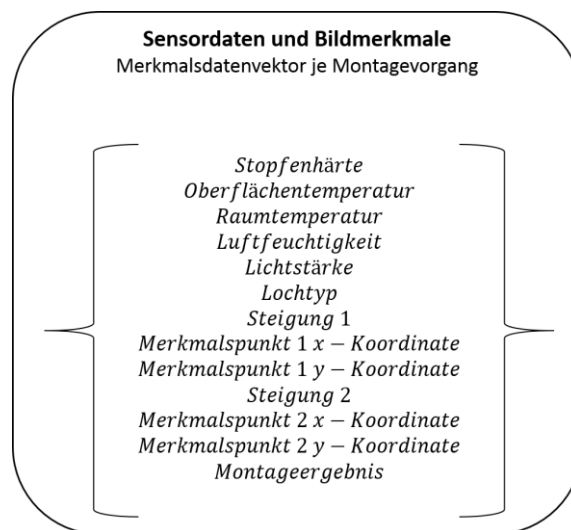 Sensordaten und Bildmerkmale
Merkmalsdatenvektor je Montagevorgang
Stopfenhärte
Oberflächentemperatur
Raumtemperatur
Luftfeuchtigkeit
Lichtstärke
Lochtyp
Steigung 1
Merkmalspunkt 1 x − Koordinate
Merkmalspunkt 1 y − Koordinate
Steigung 2
Merkmalspunkt 2 x − Koordinate
Merkmalspunkt 2 y − Koordinate
Montageergebnis